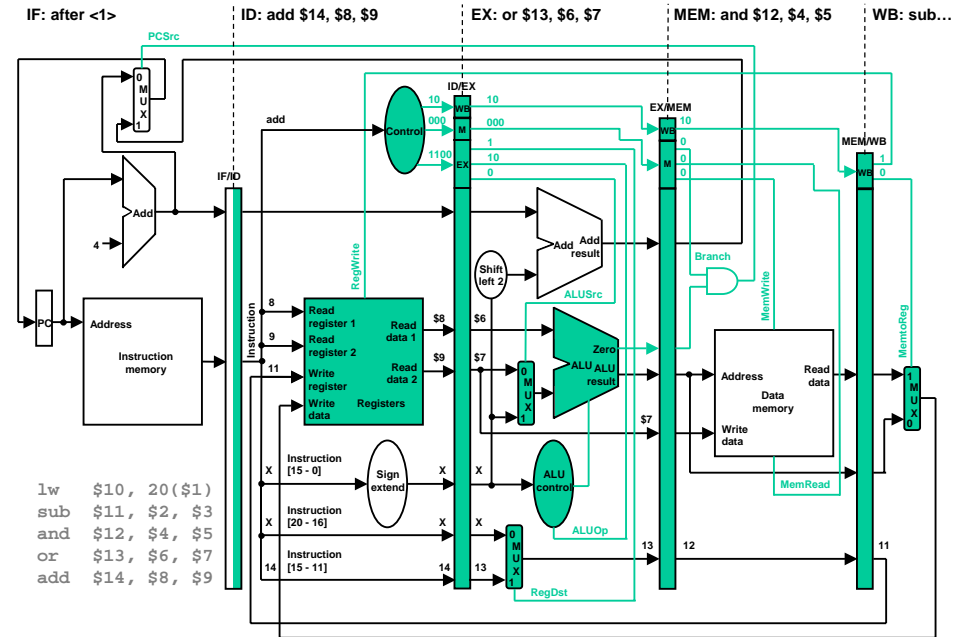 IF: after <1>
ID: add $14, $8, $9
EX: or $13, $6, $7
MEM: and $12, $4, $5
WB: sub…
PCSrc
0
M
U
X
1
add
Control
10
000
1100
ID/EX
WB
M
EX
10
000
1
10
0
EX/MEM
WB
M
10
0
0
0
MEM/WB
WB
1
0
IF/ID
Add
4
RegWrite
Shift
left 2
Add
Add
result
ALUSrc
Branch
MemWrite
MemtoReg
PC
Address
Instruction
memory
Instruction
8
9
11
Read
register 1
Read
register 2
Write
register
Write
data
Read
data 1
Read
data 2
Registers
$8
$9
$6
$7
0
M
U
X
1
Zero
ALU
ALU
result
$7
Address
Write
data
Read
data
Data
memory
1
M
U
X
0
MemRead
X
Instruction
[15 - 0]
Sign
extend
X
X
ALU
control
ALUOp
X
Instruction
[20 - 16]
X
X
14
Instruction
[15 - 11]
14
13
0
M
U
X
1
RegDst
13
12
11
lw $10, 20($1)
sub $11, $2, $3
and $12, $4, $5
or $13, $6, $7
add $14, $8, $9